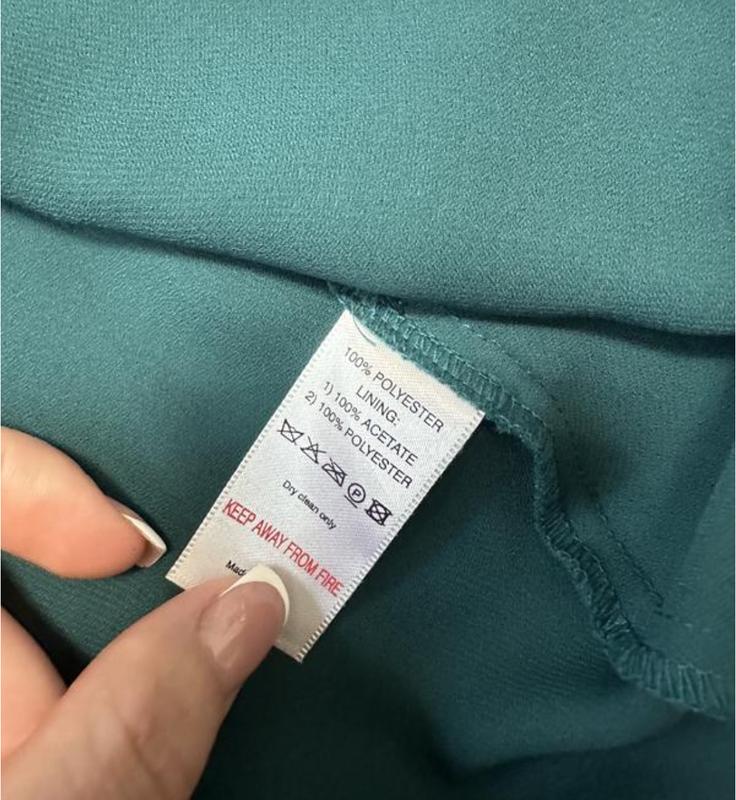 100% POLYESTER
LINING:
1) 100% ACETATE
2) 100% POLYESTER
P
Dry clean only
KEEP AWAY FROM FIRE